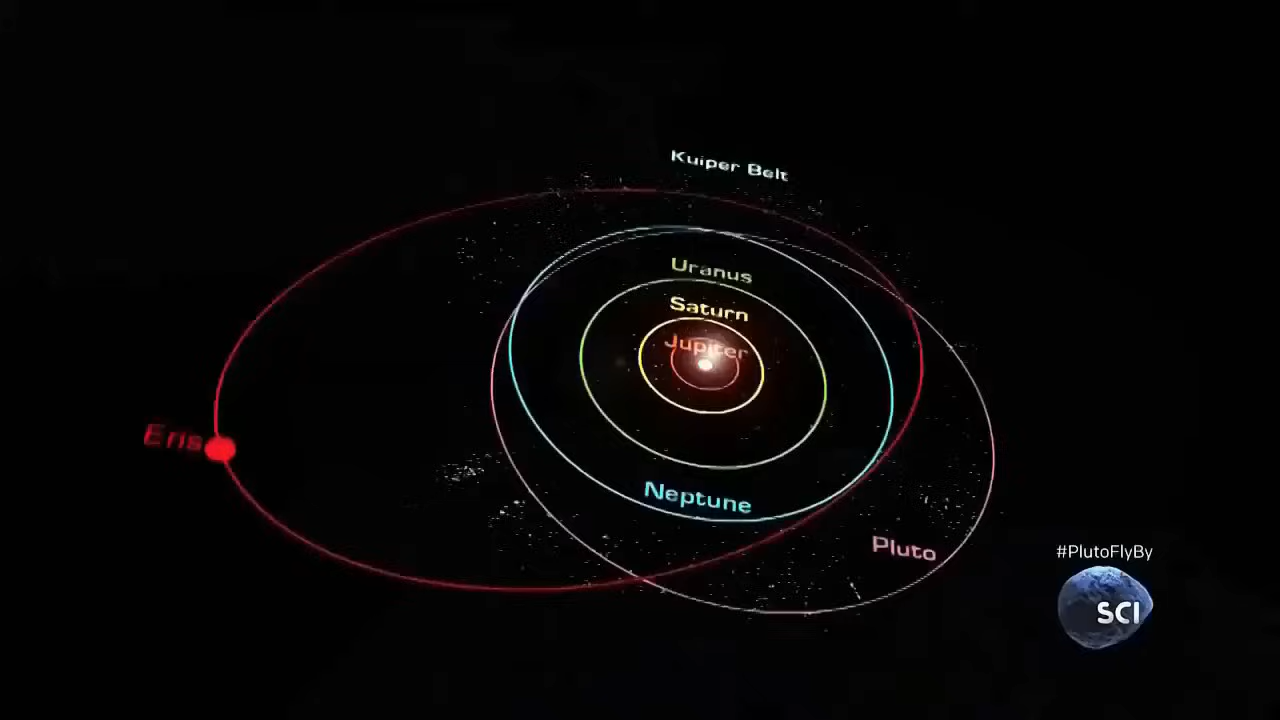 Kuiper Belt
Uranus
Saturn
Jupiter
Eris
Neptune
Pluto
#PlutoFlyBy
SCI